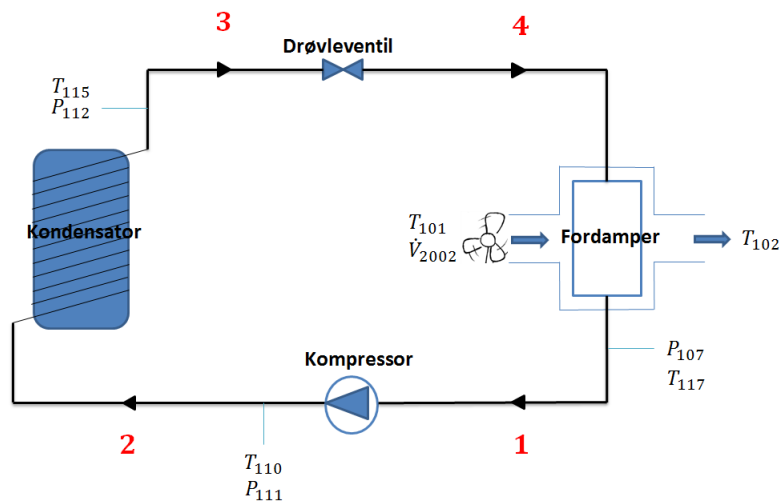 3
4
Drøvleventil
T₁₁₅
P₁₁₂
Kondensator
T₁₀₁
V̇₂₀₀₂
Fordamper
T₁₀₂
Kompressor
P₁₀₇
T₁₁₇
2
1
T₁₁₀
P₁₁₁